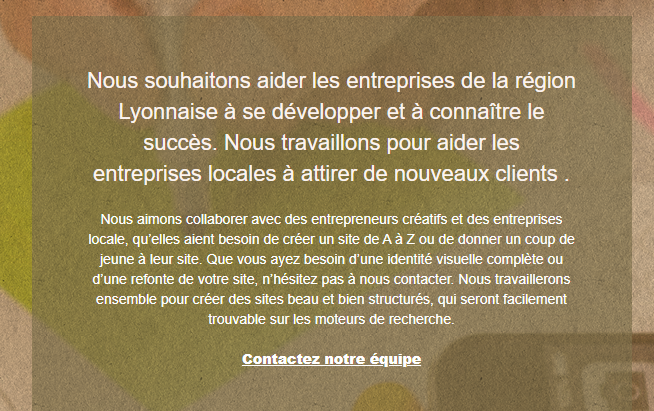 Nous souhaitons aider les entreprises de la région
Lyonnaise à se développer et à connaître le
succès. Nous travaillons pour aider les
entreprises locales à attirer de nouveaux clients .
Nous aimons collaborer avec des entrepreneurs créatifs et des entreprises
locale, qu’elles aient besoin de créer un site de A à Z ou de donner un coup de
jeune à leur site. Que vous ayez besoin d’une identité visuelle complète ou
d’une refonte de votre site, n’hésitez pas à nous contacter. Nous travaillerons
ensemble pour créer des sites beau et bien structurés, qui seront facilement
trouvable sur les moteurs de recherche.
Contactez notre équipe